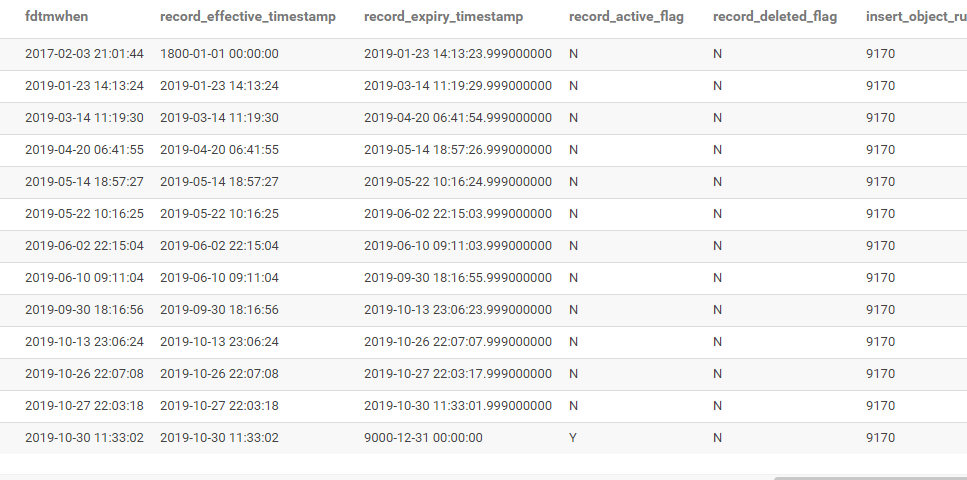 fdtmwhen record_effective_timestamp record_expiry_timestamp record_active_flag record_deleted_flag insert_object_ru
2017-02-03 21:01:44 1800-01-01 00:00:00 2019-01-23 14:13:23.999000000 N N 9170
2019-01-23 14:13:24 2019-01-23 14:13:24 2019-03-14 11:19:29.999000000 N N 9170
2019-03-14 11:19:30 2019-03-14 11:19:30 2019-04-20 06:41:54.999000000 N N 9170
2019-04-20 06:41:55 2019-04-20 06:41:55 2019-05-14 18:57:26.999000000 N N 9170
2019-05-14 18:57:27 2019-05-14 18:57:27 2019-05-22 10:16:24.999000000 N N 9170
2019-05-22 10:16:25 2019-05-22 10:16:25 2019-06-02 22:15:03.999000000 N N 9170
2019-06-02 22:15:04 2019-06-02 22:15:04 2019-06-10 09:11:03.999000000 N N 9170
2019-06-10 09:11:04 2019-06-10 09:11:04 2019-09-30 18:16:55.999000000 N N 9170
2019-09-30 18:16:56 2019-09-30 18:16:56 2019-10-13 23:06:23.999000000 N N 9170
2019-10-13 23:06:24 2019-10-13 23:06:24 2019-10-26 22:07:07.999000000 N N 9170
2019-10-26 22:07:08 2019-10-26 22:07:08 2019-10-27 22:03:17.999000000 N N 9170
2019-10-27 22:03:18 2019-10-27 22:03:18 2019-10-30 11:33:01.999000000 N N 9170
2019-10-30 11:33:02 2019-10-30 11:33:02 9000-12-31 00:00:00 Y N 9170